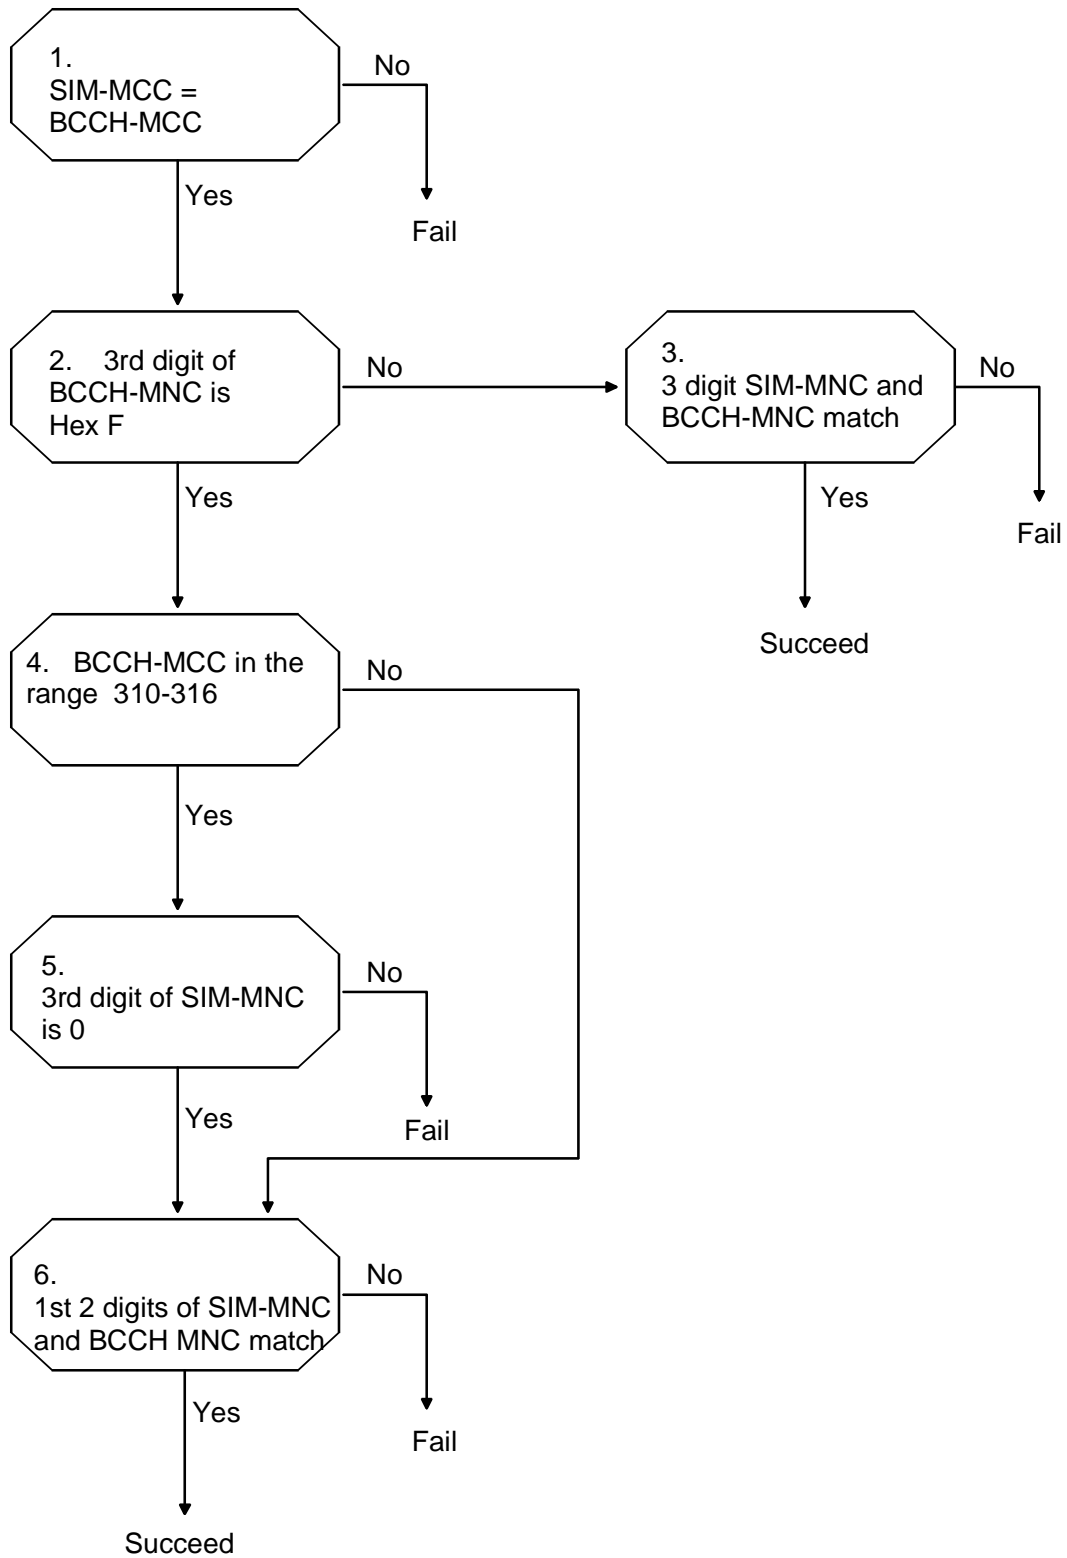 1.
SIM-MCC =
BCCH-MCC
No
Yes
Fail
2. 3rd digit of
BCCH-MNC is
Hex F
No
3.
3 digit SIM-MNC and
BCCH-MNC match
No
Yes
Yes
Fail
Succeed
4. BCCH-MCC in the
range 310-316
No
Yes
5.
3rd digit of SIM-MNC
is 0
No
Yes
Fail
6.
1st 2 digits of SIM-MNC
and BCCH MNC match
No
Yes
Fail
Succeed